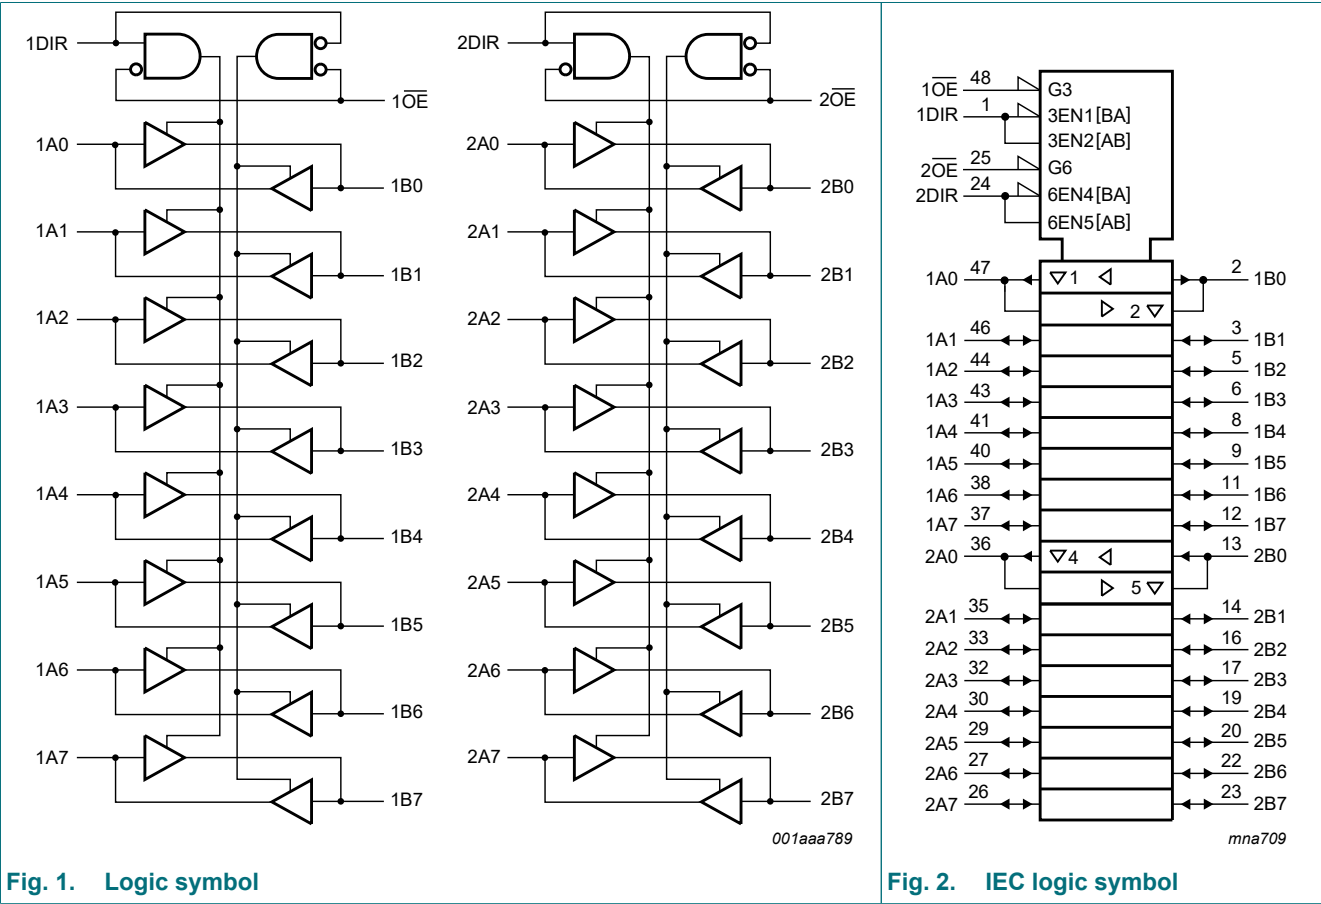 1DIR
1OE
1A0
1B0
1A1
1B1
1A2
1B2
1A3
1B3
1A4
1B4
1A5
1B5
1A6
1B6
1A7
1B7
2DIR
2OE
2A0
2B0
2A1
2B1
2A2
2B2
2A3
2B3
2A4
2B4
2A5
2B5
2A6
2B6
2A7
2B7
001aaa789
Fig. 1. Logic symbol
1OE 48 G3
1DIR 1 3EN1[BA]
3EN2[AB]
2OE 25 G6
2DIR 24 6EN4[BA]
6EN5[AB]
1A0 47 1 2 1B0
2
1A1 46 3 1B1
1A2 44 5 1B2
1A3 43 6 1B3
1A4 41 8 1B4
1A5 40 9 1B5
1A6 38 11 1B6
1A7 37 12 1B7
2A0 36 4 13 2B0
5
2A1 35 14 2B1
2A2 33 16 2B2
2A3 32 17 2B3
2A4 30 19 2B4
2A5 29 20 2B5
2A6 27 22 2B6
2A7 26 23 2B7
mna709
Fig. 2. IEC logic symbol